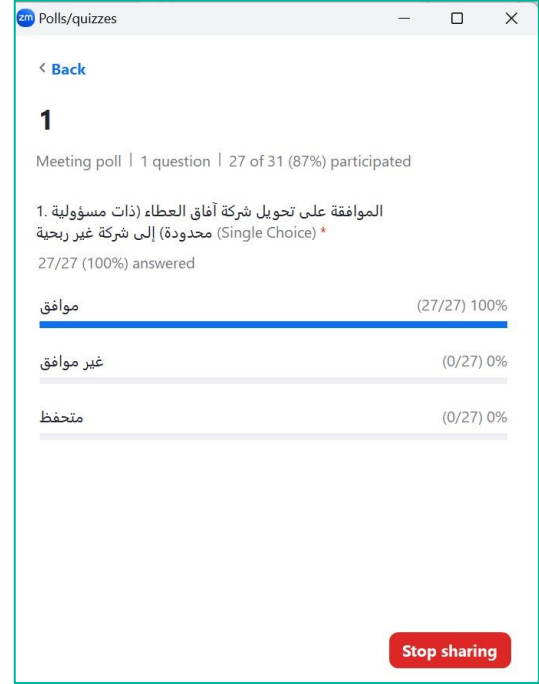 zm Polls/quizzes
< Back
1
Meeting poll | 1 question | 27 of 31 (87%) participated
1. الموافقة على تحويل شركة آفاق العطاء (ذات مسؤولية
محدودة) إلى شركة غير ربحية (Single Choice) *
27/27 (100%) answered
موافق (27/27) 100%
غير موافق (0/27) 0%
متحفظ (0/27) 0%
Stop sharing